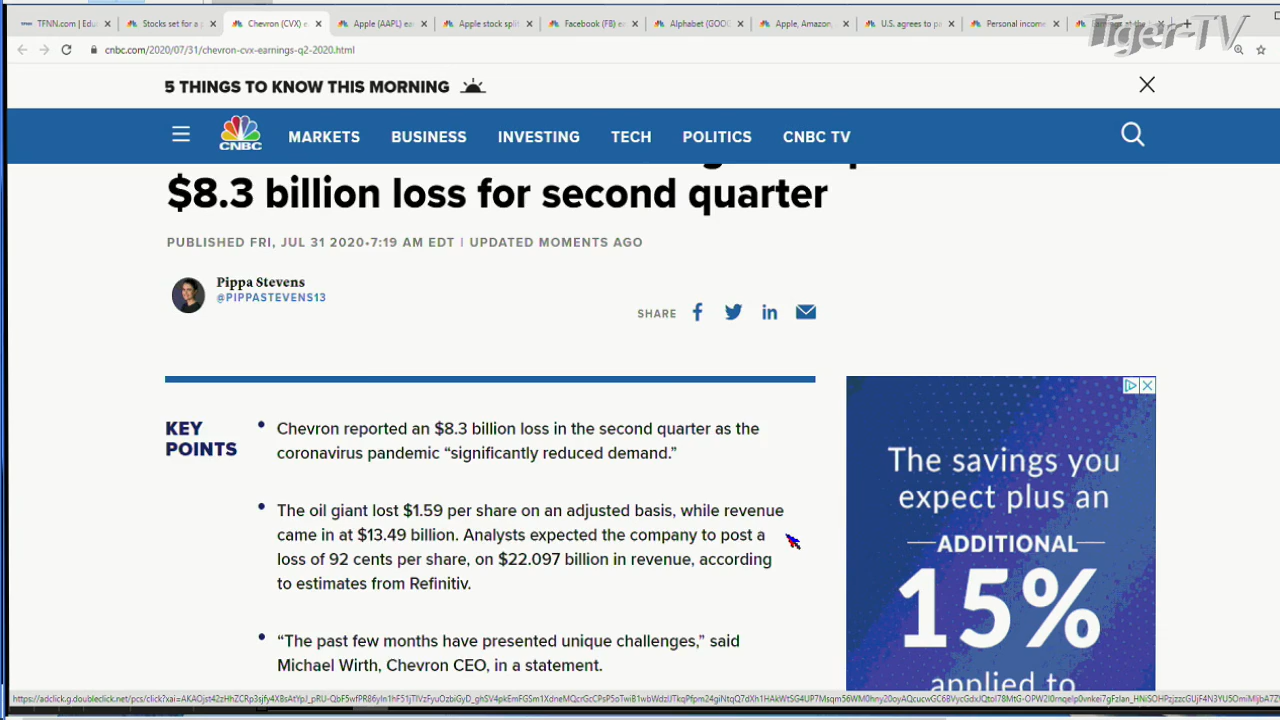 TFNN.com | Edu
Stocks set for a
Chevron (CVX) e
Apple (AAPL) ea
Apple stock split
Facebook (FB) ea
Alphabet (GOOG
Apple, Amazon,
U.S. agrees to pa
Personal income
Tiger-TV
cnbc.com/2020/07/31/chevron-cvx-earnings-q2-2020.html
5 THINGS TO KNOW THIS MORNING
CNBC
MARKETS
BUSINESS
INVESTING
TECH
POLITICS
CNBC TV
$8.3 billion loss for second quarter
PUBLISHED FRI, JUL 31 2020•7:19 AM EDT | UPDATED MOMENTS AGO
Pippa Stevens
@PIPPASTEVENS13
SHARE
KEY
POINTS
Chevron reported an $8.3 billion loss in the second quarter as the
coronavirus pandemic “significantly reduced demand.”
The oil giant lost $1.59 per share on an adjusted basis, while revenue
came in at $13.49 billion. Analysts expected the company to post a
loss of 92 cents per share, on $22.097 billion in revenue, according
to estimates from Refinitiv.
“The past few months have presented unique challenges,” said
Michael Wirth, Chevron CEO, in a statement.
The savings you
expect plus an
ADDITIONAL
15%
applied to